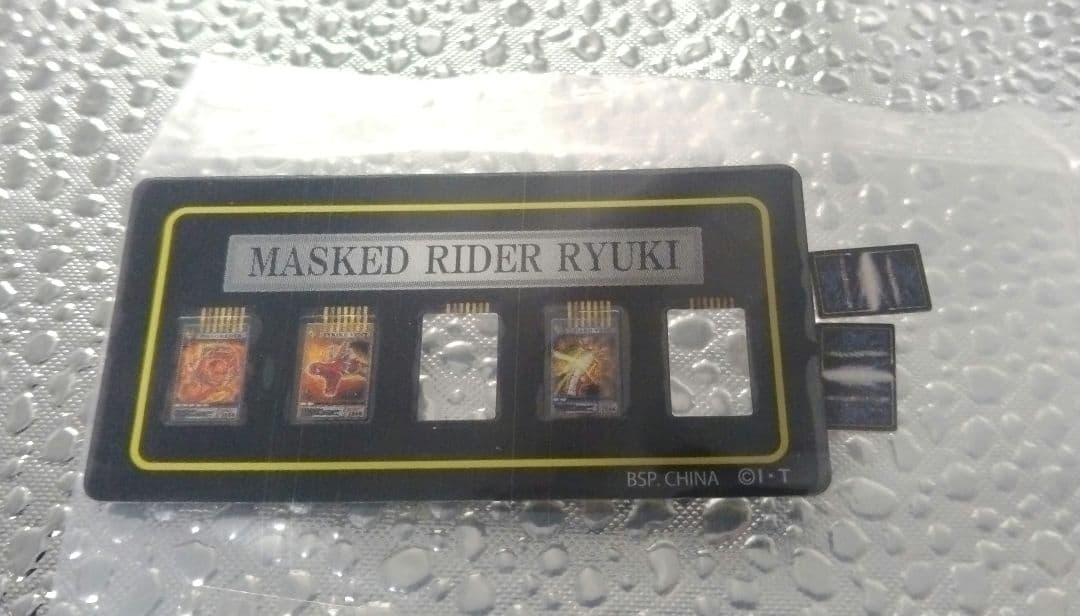 MASKED RIDER RYUKI
BSP. CHINA ©I・T